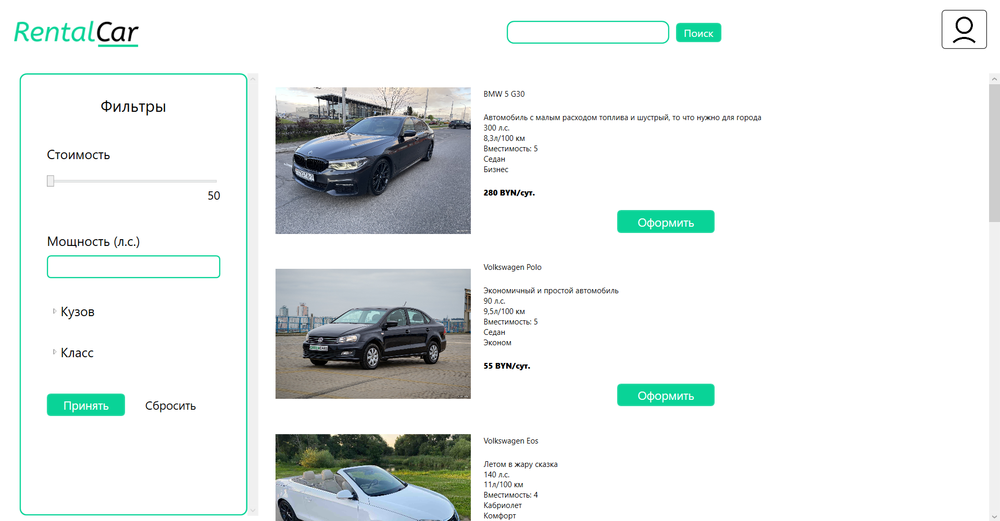 RentalCar
Поиск
Фильтры
Стоимость
50
Мощность (л.с.)
Кузов
Класс
Принять
Сбросить
BMW 5 G30
Автомобиль с малым расходом топлива и шустрый, то что нужно для города
300 л.с.
8,3л/100 км
Вместимость: 5
Седан
Бизнес
280 BYN/сут.
Оформить
Volkswagen Polo
Экономичный и простой автомобиль
90 л.с.
9,5л/100 км
Вместимость: 5
Седан
Эконом
55 BYN/сут.
Оформить
GREENCARS
Volkswagen Eos
Летом в жару сказка
140 л.с.
11л/100 км
Вместимость: 4
Кабриолет
Комфорт